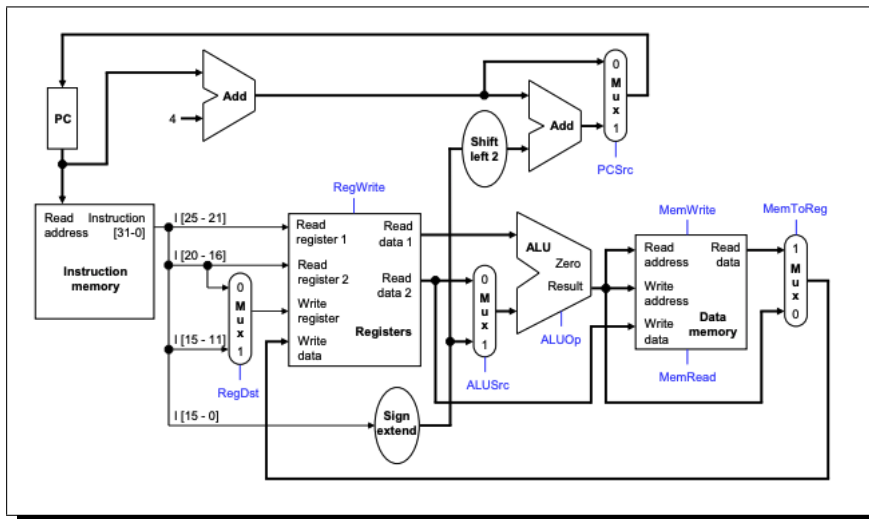 0
M
u
x
1
Add
PC
4
Add
Shift
left 2
PCSrc
RegWrite
MemWrite
MemToReg
Read
address
Instruction
[31-0]
Instruction
memory
I [25 - 21]
I [20 - 16]
I [15 - 11]
I [15 - 0]
0
M
u
x
1
RegDst
Read
register 1
Read
register 2
Write
register
Write
data
Read
data 1
Read
data 2
Registers
Sign
extend
0
M
u
x
1
ALUSrc
ALU
Zero
Result
ALUOp
Read
address
Write
address
Write
data
Read
data
Data
memory
MemRead
1
M
u
x
0